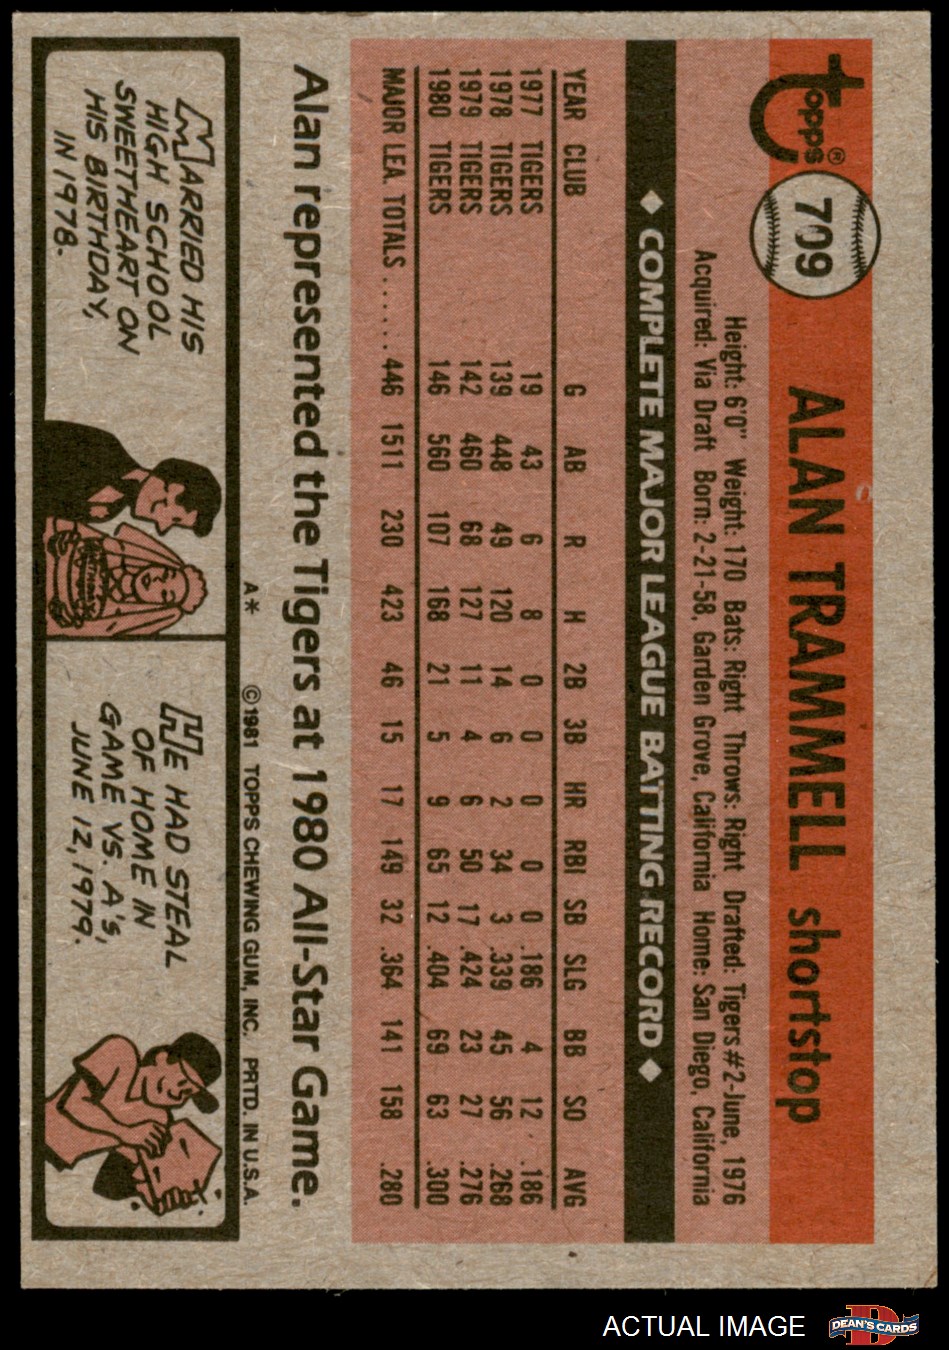 topps®
709
ALAN TRAMMELL shortstop
Height: 6'0" Weight: 170 Bats: Right Throws: Right Drafted: Tigers #2-June, 1976
Acquired: Via Draft Born: 2-21-58, Garden Grove, California Home: San Diego, California
◆ COMPLETE MAJOR LEAGUE BATTING RECORD ◆
YEAR CLUB G AB R H 2B 3B HR RBI SB SLG BB SO AVG
1977 TIGERS 19 43 6 8 0 0 0 0 0 .186 4 12 .186
1978 TIGERS 139 448 49 120 14 6 2 34 3 .339 45 56 .268
1979 TIGERS 142 460 68 127 11 4 6 50 17 .424 23 27 .276
1980 TIGERS 146 560 107 168 21 5 9 65 12 .404 69 63 .300
MAJOR LEA. TOTALS...... 446 1511 230 423 46 15 17 149 32 .364 141 158 .280
Alan represented the Tigers at 1980 All-Star Game.
A* ©1981 TOPPS CHEWING GUM, INC. PRTD. IN U.S.A.
MARRIED HIS
HIGH SCHOOL
SWEETHEART ON
HIS BIRTHDAY,
IN 1978.
HE HAD STEAL
OF HOME IN
GAME VS. A's,
JUNE 12, 1979.
ACTUAL IMAGE
D
DEAN'S CARDS